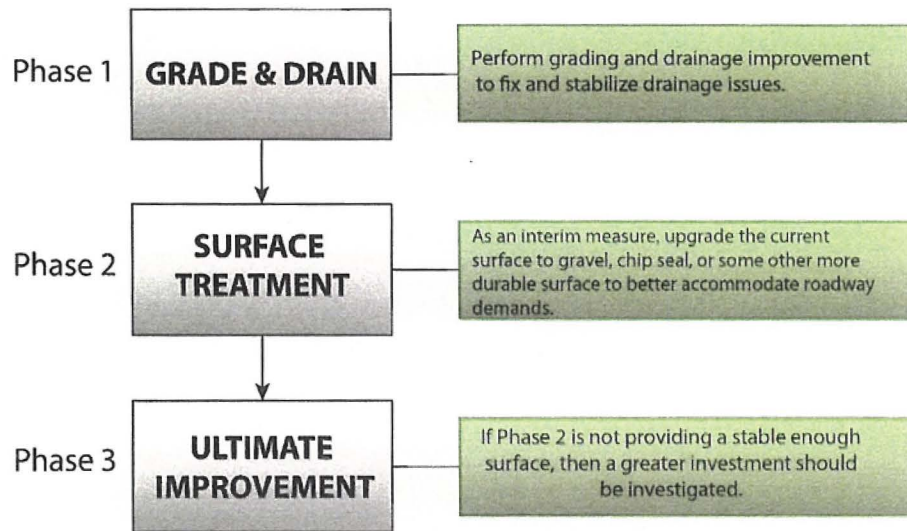 Phase 1
GRADE & DRAIN
Perform grading and drainage improvement
to fix and stabilize drainage issues.
Phase 2
SURFACE
TREATMENT
As an interim measure, upgrade the current
surface to gravel, chip seal, or some other more
durable surface to better accommodate roadway
demands.
Phase 3
ULTIMATE
IMPROVEMENT
If Phase 2 is not providing a stable enough
surface, then a greater investment should
be investigated.